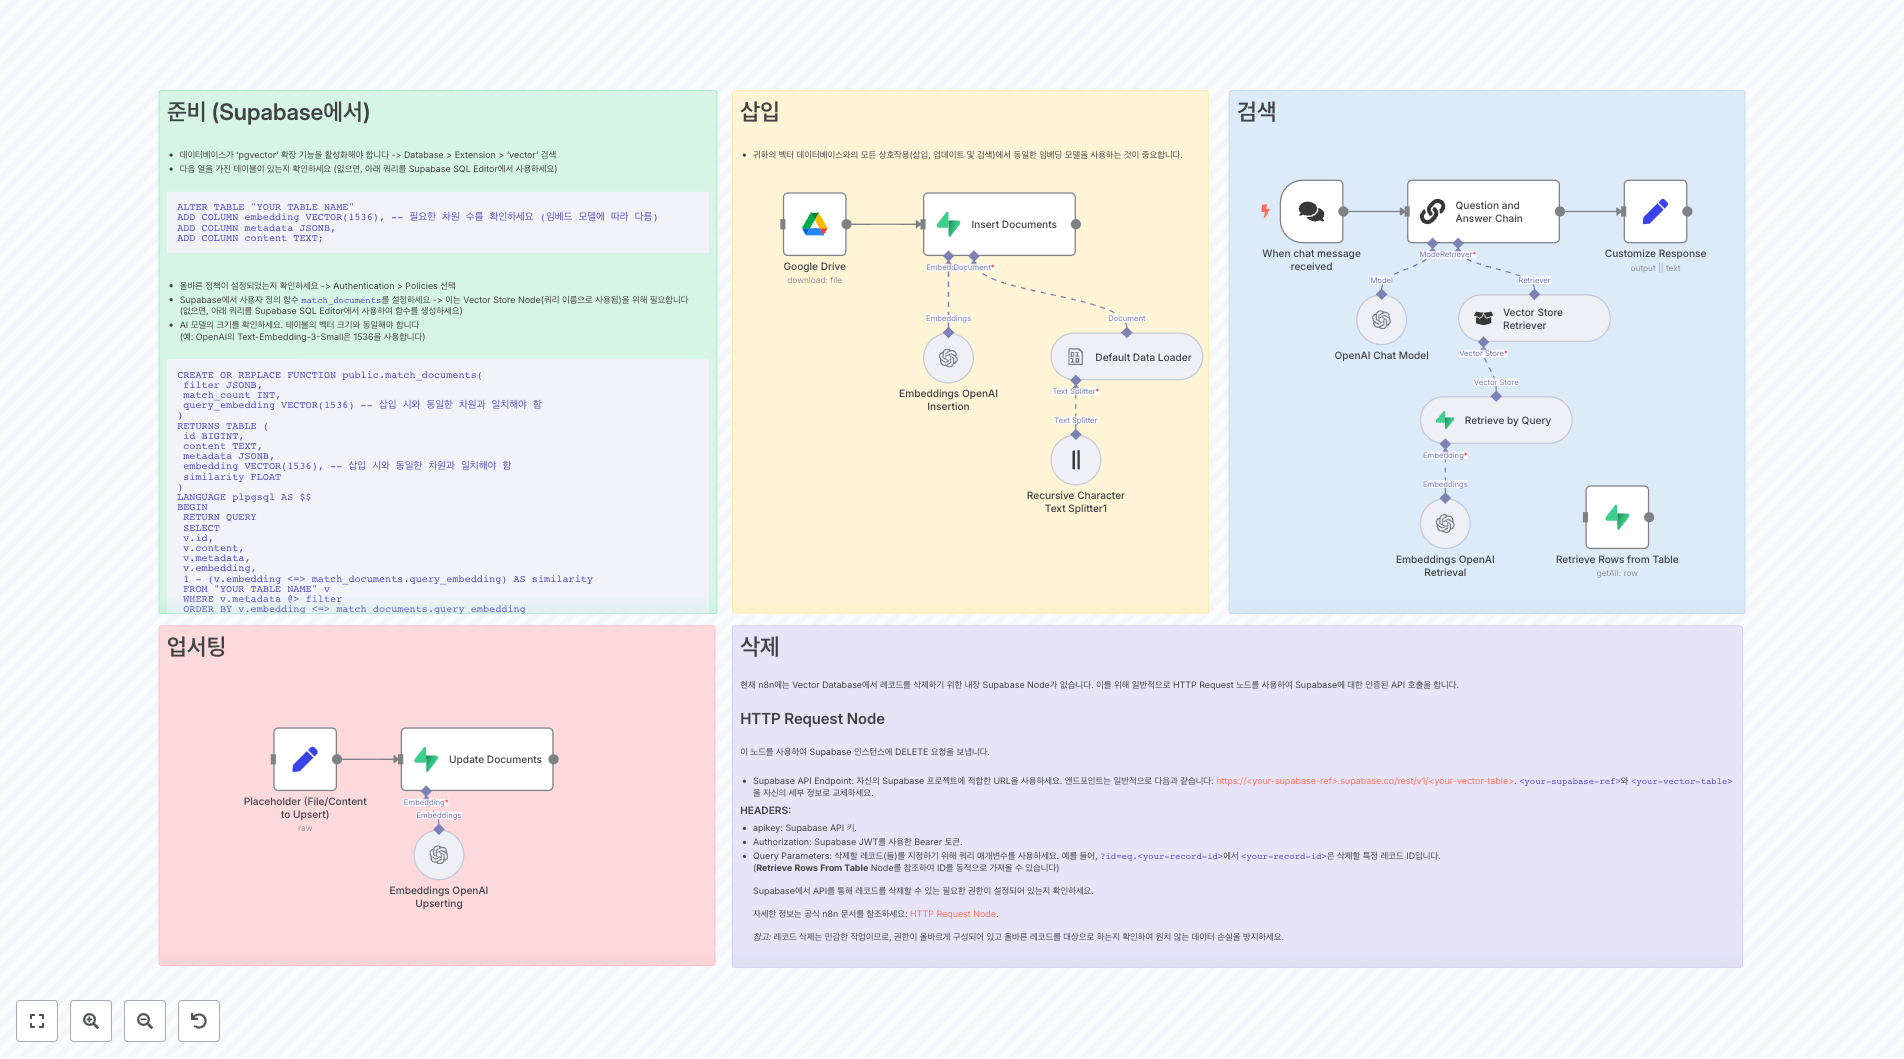 준비 (Supabase에서)
데이터베이스가 'pgvector' 확장 기능을 활성화해야 합니다 -> Database > Extension > 'vector' 검색
다음 열을 가진 테이블이 있는지 확인하세요 (없으면, 아래 쿼리를 Supabase SQL Editor에서 사용하세요)
ALTER TABLE "YOUR TABLE NAME"
ADD COLUMN embedding VECTOR(1536), -- 필요한 차원 수를 확인하세요 (임베드 모델에 따라 다름)
ADD COLUMN metadata JSONB,
ADD COLUMN content TEXT;
올바른 정책이 설정되었는지 확인하세요 -> Authentication > Policies 선택
Supabase에서 사용자 정의 함수 match_documents를 설정하세요 -> 이는 Vector Store Node(쿼리 이름으로 사용됨)을 위해 필요합니다
(없으면, 아래 쿼리를 Supabase SQL Editor에서 사용하여 함수를 생성하세요)
AI 모델의 크기를 확인하세요. 테이블의 벡터 크기와 동일해야 합니다
(예: OpenAI의 Text-Embedding-3-Small은 1536을 사용합니다)
CREATE OR REPLACE FUNCTION public.match_documents(
filter JSONB,
match_count INT,
query_embedding VECTOR(1536) -- 삽입 시와 동일한 차원과 일치해야 함
)
RETURNS TABLE (
id BIGINT,
content TEXT,
metadata JSONB,
embedding VECTOR(1536), -- 삽입 시와 동일한 차원과 일치해야 함
similarity FLOAT
)
LANGUAGE plpgsql AS $$
BEGIN
RETURN QUERY
SELECT
v.id,
v.content,
v.metadata,
v.embedding,
1 - (v.embedding <=> match_documents.query_embedding) AS similarity
FROM "YOUR TABLE NAME" v
WHERE v.metadata @> filter
ORDER BY v.embedding <=> match_documents.query_embedding
삽입
귀하의 벡터 데이터베이스와의 모든 상호작용(삽입, 업데이트 및 검색)에서 동일한 임베딩 모델을 사용하는 것이 중요합니다.
Google Drive
download: file
Insert Documents
Embedd
Document*
Embeddings
Document
Embeddings OpenAI
Insertion
Default Data Loader
Text Splitter*
Text Splitter
Recursive Character
Text Splitter1
검색
When chat message
received
Question and
Answer Chain
Customize Response
output || text
Mode
Retriever*
Model
Retriever
OpenAI Chat Model
Vector Store
Retriever
Vector Store*
Vector Store
Retrieve by Query
Embedding*
Embeddings
Embeddings OpenAI
Retrieval
Retrieve Rows from Table
getAll: row
업서팅
Placeholder (File/Content
to Upsert)
raw
Update Documents
Embedding*
Embeddings
Embeddings OpenAI
Upserting
삭제
현재 n8n에는 Vector Database에서 레코드를 삭제하기 위한 내장 Supabase Node가 없습니다. 이를 위해 일반적으로 HTTP Request 노드를 사용하여 Supabase에 대한 인증된 API 호출을 합니다.
HTTP Request Node
이 노드를 사용하여 Supabase 인스턴스에 DELETE 요청을 보냅니다.
Supabase API Endpoint: 자신의 Supabase 프로젝트에 적합한 URL을 사용하세요. 엔드포인트는 일반적으로 다음과 같습니다: https://<your-supabase-ref>.supabase.co/rest/v1/<your-vector-table>. <your-supabase-ref>와 <your-vector-table>
을 자신의 세부 정보로 교체하세요.
HEADERS:
apikey: Supabase API 키.
Authorization: Supabase JWT를 사용한 Bearer 토큰.
Query Parameters: 삭제할 레코드(들)를 지정하기 위해 쿼리 매개변수를 사용하세요. 예를 들어, ?id=eq.<your-record-id>에서 <your-record-id>은 삭제할 특정 레코드 ID입니다.
(Retrieve Rows From Table Node를 참조하여 ID를 동적으로 가져올 수 있습니다)
Supabase에서 API를 통해 레코드를 삭제할 수 있는 필요한 권한이 설정되어 있는지 확인하세요.
자세한 정보는 공식 n8n 문서를 참조하세요: HTTP Request Node.
참고: 레코드 삭제는 민감한 작업이므로, 권한이 올바르게 구성되어 있고 올바른 레코드를 대상으로 하는지 확인하여 원치 않는 데이터 손실을 방지하세요.